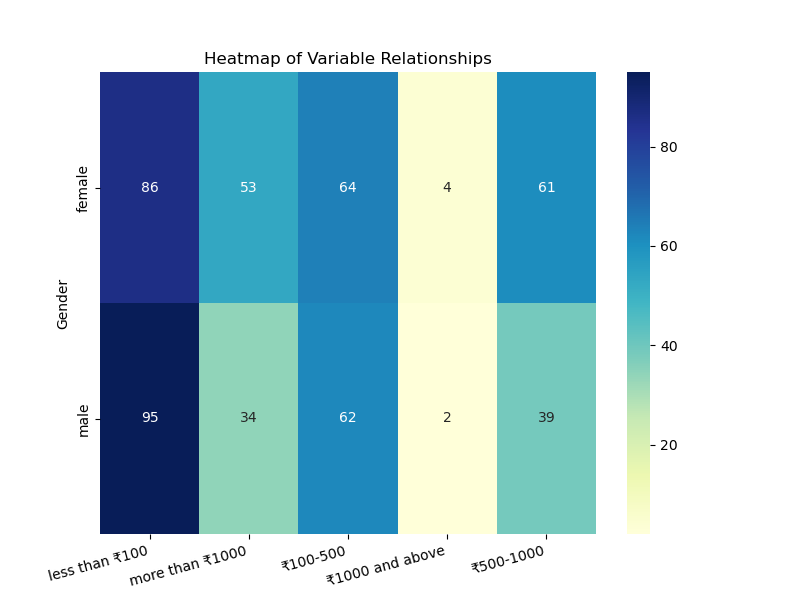 Heatmap of Variable Relationships
Gender
female
male
86
53
64
4
61
95
34
62
2
39
less than ₹100
more than ₹1000
₹100-500
₹1000 and above
₹500-1000
80
60
40
20